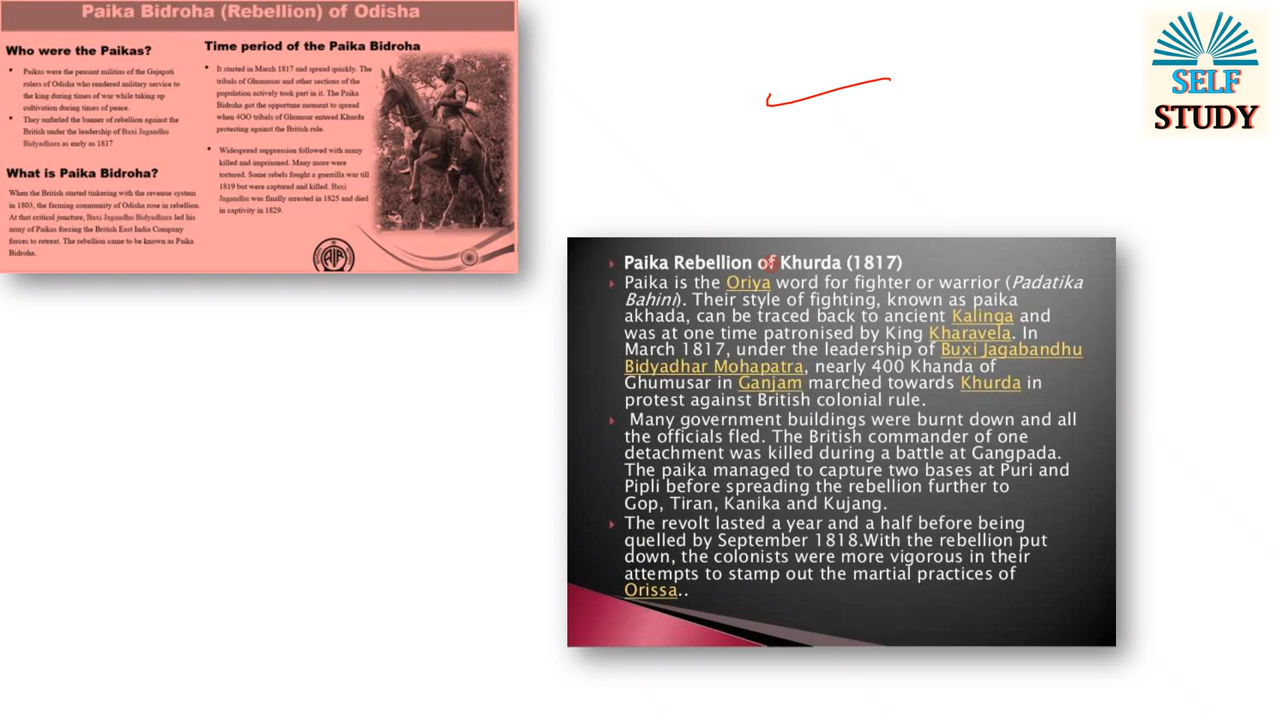 Paika Bidroha (Rebellion) of Odisha
Who were the Paikas?
• Paikas were the peasant militias of the Gajapati
rulers of Odisha who rendered military service to
the king during times of war while taking up
cultivation during times of peace.
• They unfurled the banner of rebellion against the
British under the leadership of Baxi Jagandhu
Bidyadhara as early as 1817
What is Paika Bidroha?
When the British started tinkering with the revenue system
in 1803, the farming community of Odisha rose in rebellion.
At that critical juncture, Baxi Jagandhu Bidyadhara led his
army of Paikas forcing the British East India Company
forces to retreat. The rebellion came to be known as Paika
Bidroha.
Time period of the Paika Bidroha
• It started in March 1817 and spread quickly. The
tribals of Ghumusar and other sections of the
population actively took part in it. The Paika
Bidroha got the opportune moment to spread
when 400 tribals of Ghumsur entered Khurda
protesting against the British rule.
• Widespread suppression followed with many
killed and imprisoned. Many more were
tortured. Some rebels fought a guerrilla war till
1819 but were captured and killed. Baxi
Jagandhu was finally arrested in 1825 and died
in captivity in 1829.
AIR
SELF
STUDY
Paika Rebellion of Khurda (1817)
Paika is the Oriya word for fighter or warrior (Padatika
Bahini). Their style of fighting, known as paika
akhada, can be traced back to ancient Kalinga and
was at one time patronised by King Kharavela. In
March 1817, under the leadership of Buxi Jagabandhu
Bidyadhar Mohapatra, nearly 400 Khanda of
Ghumusar in Ganjam marched towards Khurda in
protest against British colonial rule.
Many government buildings were burnt down and all
the officials fled. The British commander of one
detachment was killed during a battle at Gangpada.
The paika managed to capture two bases at Puri and
Pipli before spreading the rebellion further to
Gop, Tiran, Kanika and Kujang.
The revolt lasted a year and a half before being
quelled by September 1818.With the rebellion put
down, the colonists were more vigorous in their
attempts to stamp out the martial practices of
Orissa..